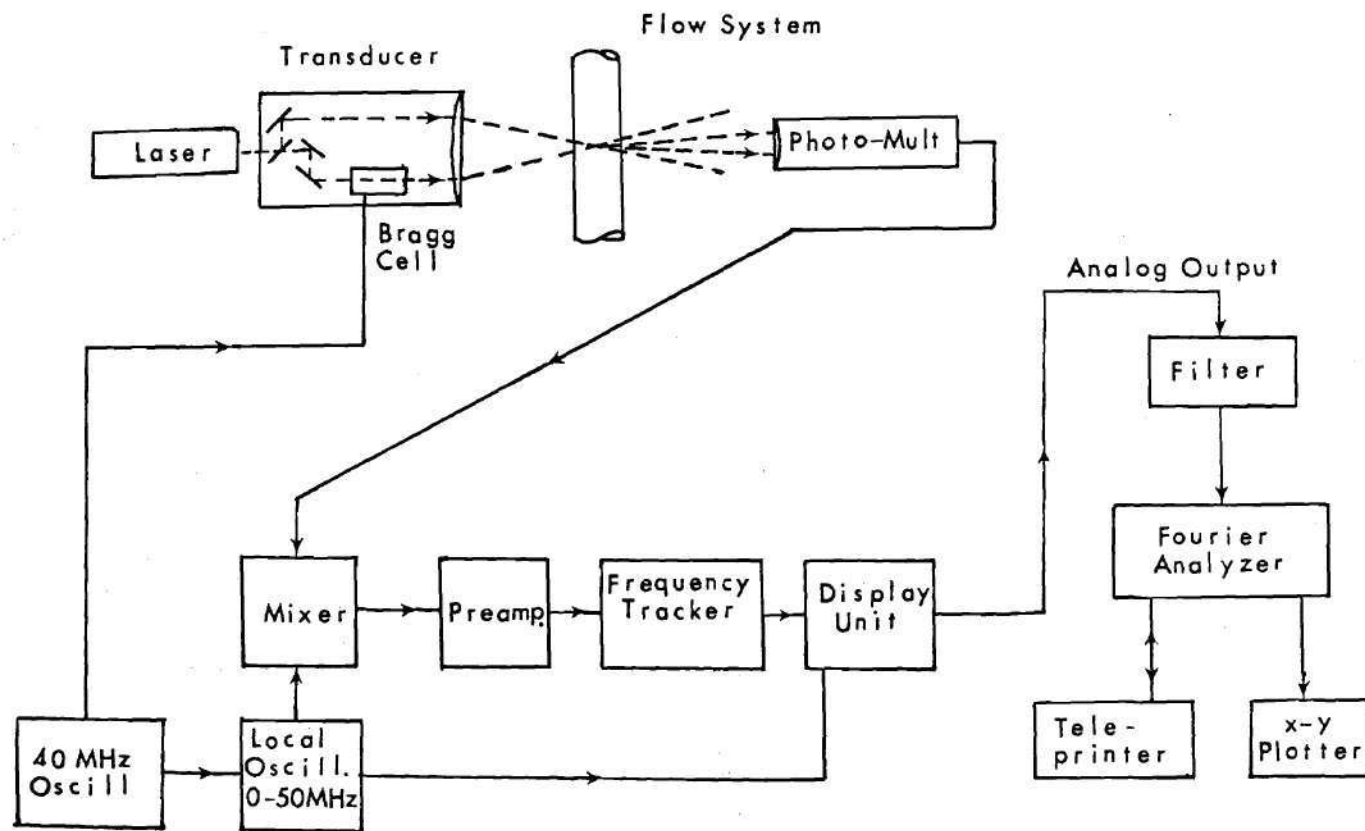 Flow System
Transducer
Laser
Photo-Mult
Bragg
Cell
Analog Output
Filter
Fourier
Analyzer
Mixer
Preamp.
Frequency
Tracker
Display
Unit
40 MHz
Oscill
Local
Oscill.
0-50MHz
Tele-
printer
x-y
Plotter